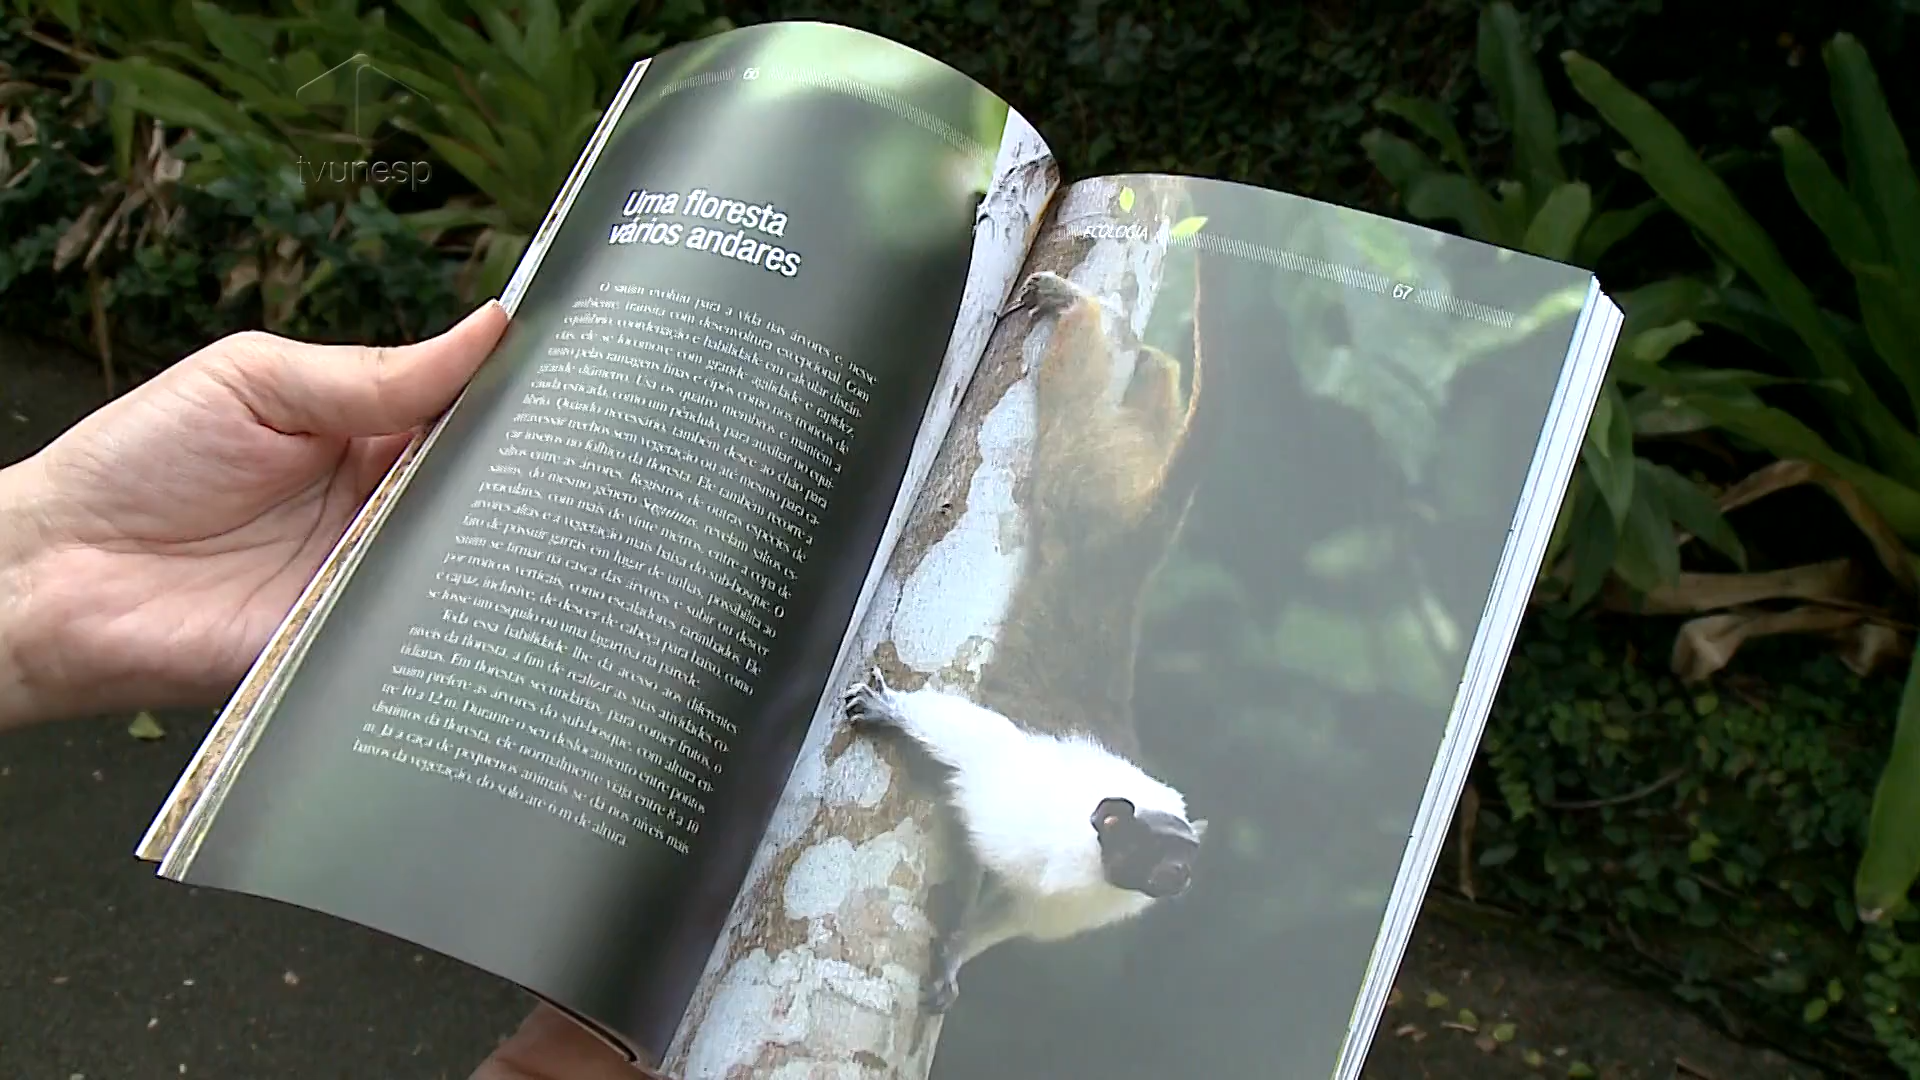 tvunesp
66
Uma floresta
vários andares
O sauim evoluiu para a vida nas árvores e, nesse
ambiente, transita com desenvoltura excepcional. Com
equilíbrio, coordenação e habilidade em calcular distân-
cias, ele se locomove com grande agilidade e rapidez,
tanto pelas ramagens finas e cipós como nos troncos de
grande diâmetro. Usa os quatro membros e mantém a
cauda esticada, como um pêndulo, para auxiliar no equi-
líbrio. Quando necessário, também desce ao chão para
atravessar trechos sem vegetação ou até mesmo para ca-
çar insetos no folhiço da floresta. Ele também recorre a
saltos entre as árvores. Registros de outras espécies de
sauins, do mesmo gênero Saguinus, revelam saltos es-
petaculares, com mais de vinte metros, entre a copa de
árvores altas e a vegetação mais baixa do sub-bosque. O
fato de possuir garras em lugar de unhas, possibilita ao
sauim se firmar na casca das árvores e subir ou descer
por troncos verticais, como escaladores tarimbados. Ele
é capaz, inclusive, de descer de cabeça para baixo, como
se fosse um esquilo ou uma lagartixa na parede.
Toda essa habilidade lhe dá acesso aos diferentes
níveis da floresta, a fim de realizar as suas atividades co-
tidianas. Em florestas secundárias, para comer frutos, o
sauim prefere as árvores do sub-bosque, com altura en-
tre 10 a 12 m. Durante o seu deslocamento entre pontos
distintos da floresta, ele normalmente viaja entre 8 a 10
m. Já a caça de pequenos animais se dá nos níveis mais
baixos da vegetação, do solo até 6 m de altura.
ECOLOGIA
67